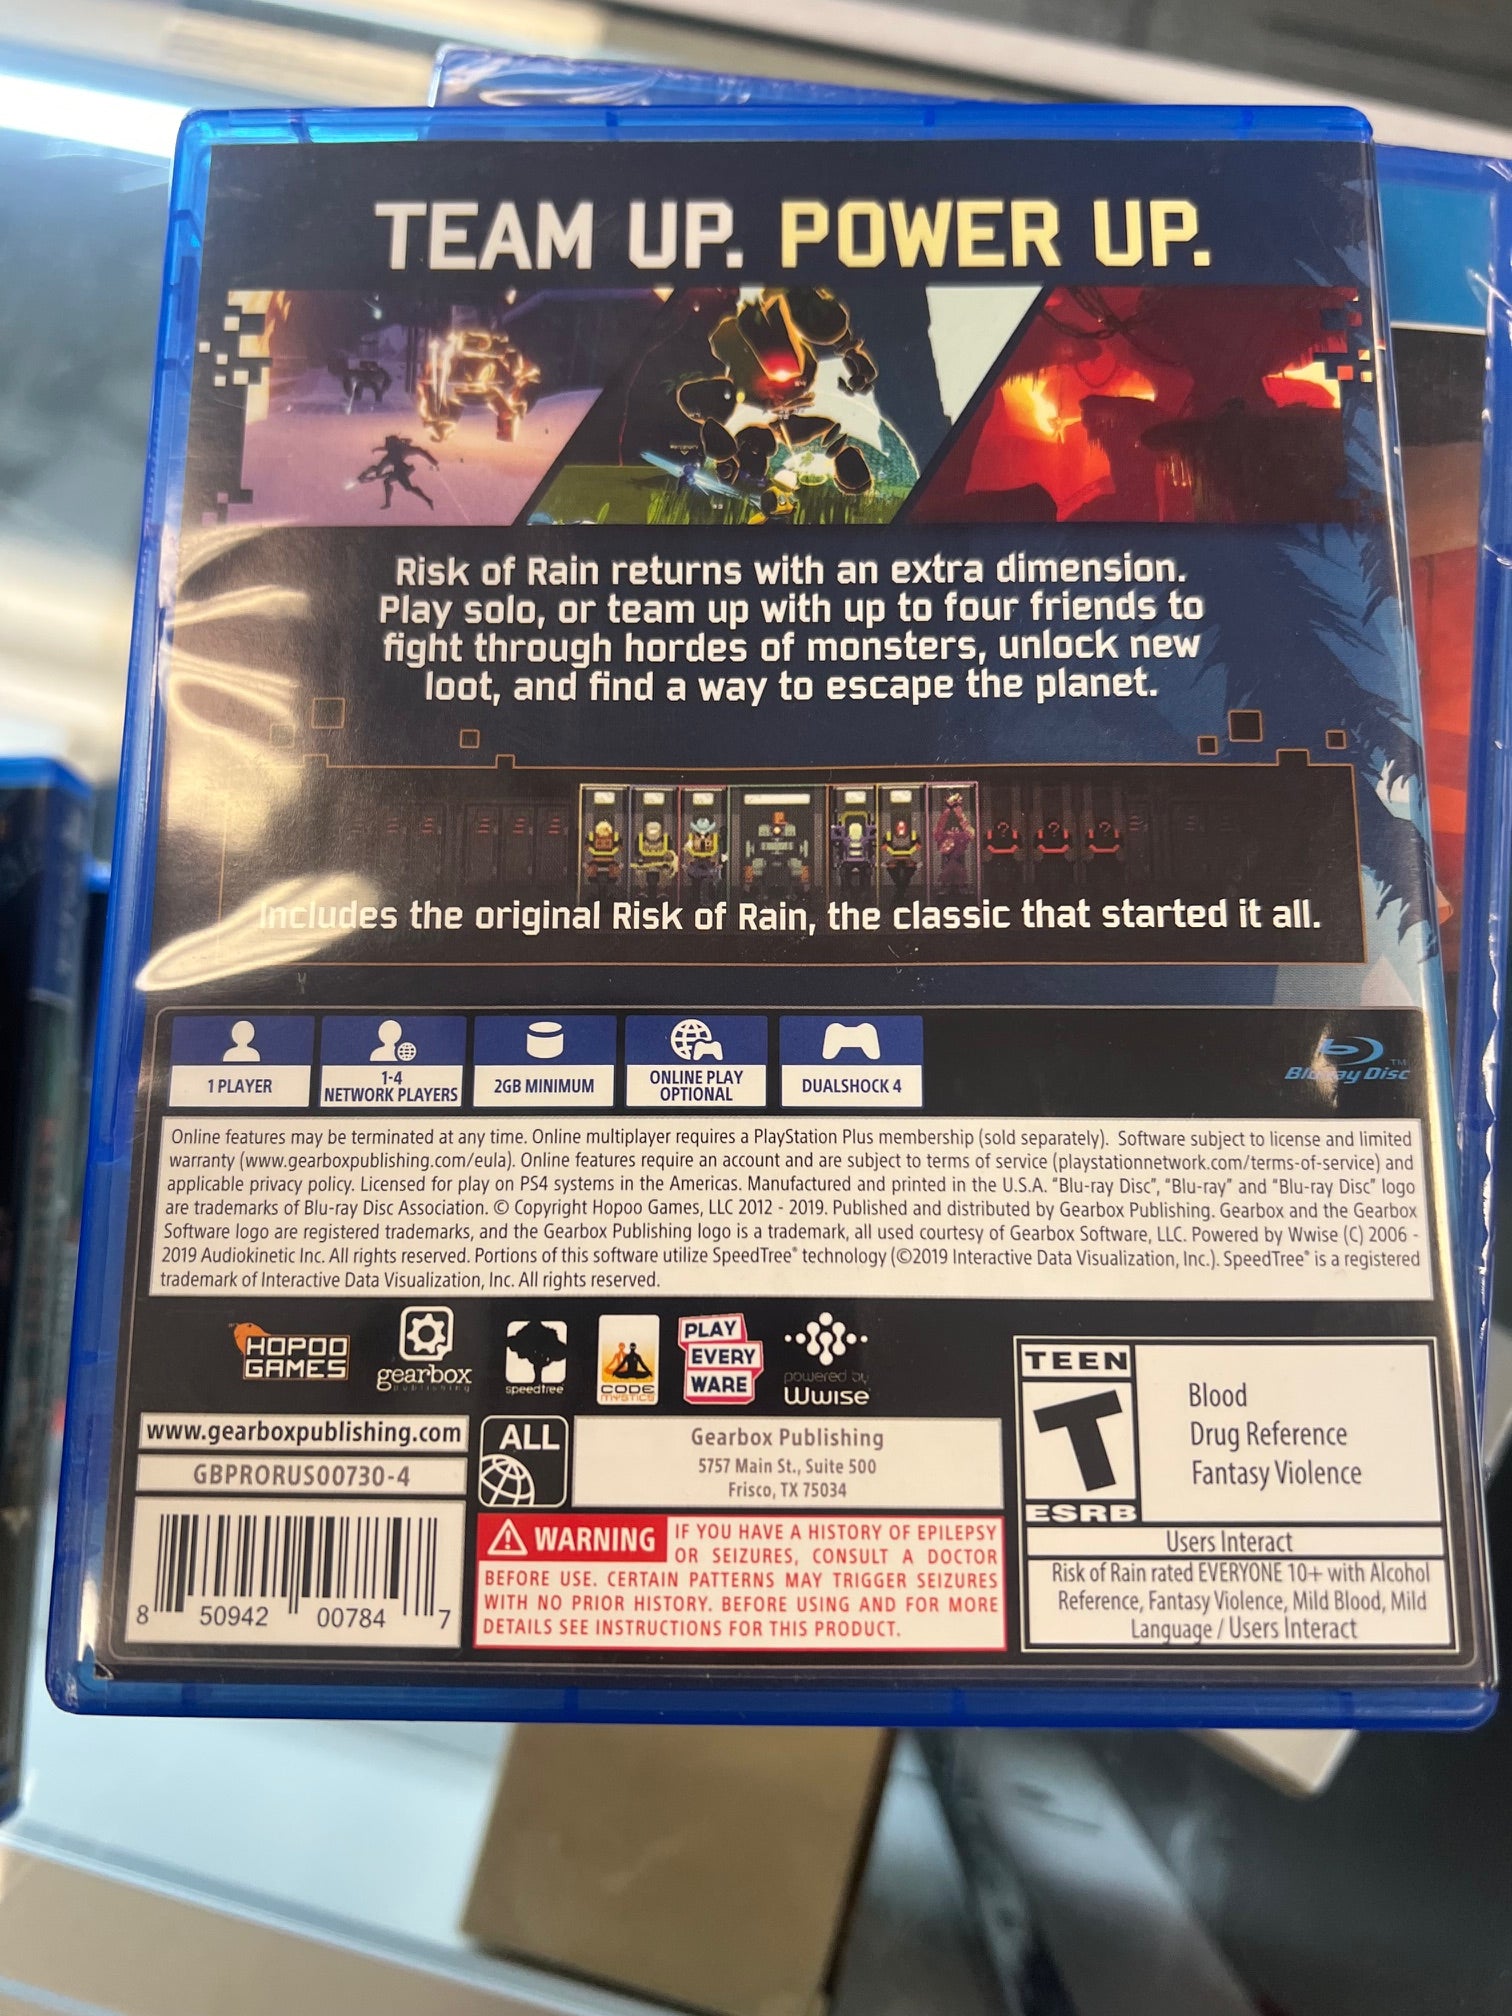 TEAM UP. POWER UP.
Risk of Rain returns with an extra dimension.
Play solo, or team up with up to four friends to
fight through hordes of monsters, unlock new
loot, and find a way to escape the planet.
Includes the original Risk of Rain, the classic that started it all.
1 PLAYER
1-4
NETWORK PLAYERS
2GB MINIMUM
ONLINE PLAY
OPTIONAL
DUALSHOCK 4
Blu-ray Disc™
Online features may be terminated at any time. Online multiplayer requires a PlayStation Plus membership (sold separately). Software subject to license and limited
warranty (www.gearboxpublishing.com/eula). Online features require an account and are subject to terms of service (playstationnetwork.com/terms-of-service) and
applicable privacy policy. Licensed for play on PS4 systems in the Americas. Manufactured and printed in the U.S.A. "Blu-ray Disc", "Blu-ray" and "Blu-ray Disc" logo
are trademarks of Blu-ray Disc Association. © Copyright Hopoo Games, LLC 2012 - 2019. Published and distributed by Gearbox Publishing. Gearbox and the Gearbox
Software logo are registered trademarks, and the Gearbox Publishing logo is a trademark, all used courtesy of Gearbox Software, LLC. Powered by Wwise (C) 2006 -
2019 Audiokinetic Inc. All rights reserved. Portions of this software utilize SpeedTree® technology (©2019 Interactive Data Visualization, Inc.). SpeedTree® is a registered
trademark of Interactive Data Visualization, Inc. All rights reserved.
HOPOO
GAMES
gearbox
publishing
speedtree
CODE
MYSTICS
PLAY
EVERY
WARE
powered by
Wwise
www.gearboxpublishing.com
GBPRORUS00730-4
8 50942 00784 7
ALL
Gearbox Publishing
5757 Main St., Suite 500
Frisco, TX 75034
WARNING IF YOU HAVE A HISTORY OF EPILEPSY
OR SEIZURES, CONSULT A DOCTOR
BEFORE USE. CERTAIN PATTERNS MAY TRIGGER SEIZURES
WITH NO PRIOR HISTORY. BEFORE USING AND FOR MORE
DETAILS SEE INSTRUCTIONS FOR THIS PRODUCT.
TEEN
T
ESRB
Blood
Drug Reference
Fantasy Violence
Users Interact
Risk of Rain rated EVERYONE 10+ with Alcohol
Reference, Fantasy Violence, Mild Blood, Mild
Language / Users Interact